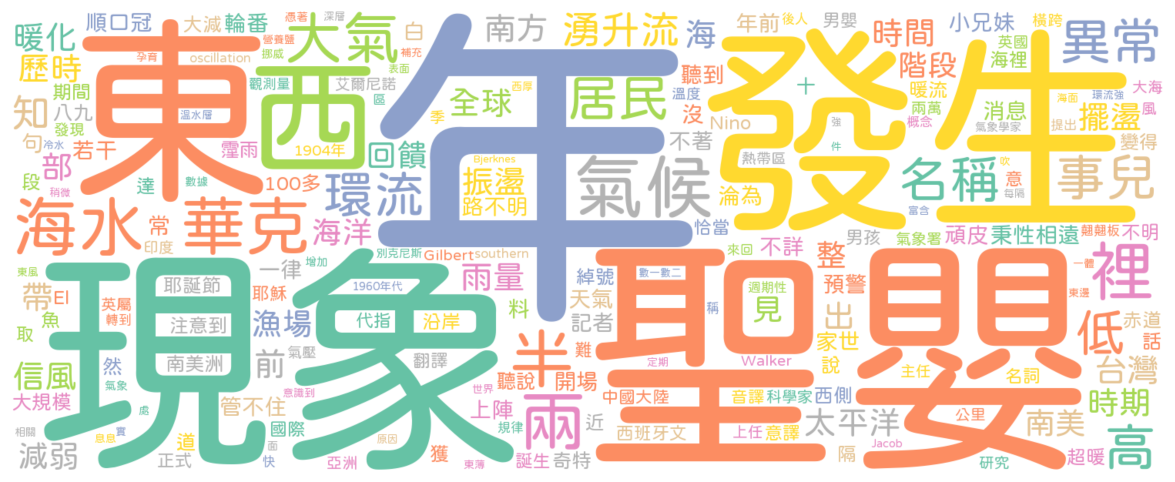 順口冠 大減 輪番 大氣 憑著 深層 白 南方 湧升流 海 年前 後人 男嬰 小兄妹 橫跨 時間 異常
暖化 營養鹽 補充 英國
孕育 oscillation 挪威 表面 聽到 階段 海裡
歷時 東 西 年 發 生
期間 觀測量 艾爾尼諾 西厚 溫度 十 暖流 環流強 大海
知 八九 區 全球 居民 沒 兩萬 消息 海面 擺盪 風
句 發現 溫水層 季 Nino 概念 氣象學家 提出 變得
冷水 1904年 不著 熱帶區 強
部 若干 霪雨 回饋 Bjerknes 氣候 件 名稱 吹 事兒
段 達 數據 振盪 意 每隔
稍微 100多 環流 路不明 淪為 富含
海水 常 華克 海洋 恰當 男孩 氣象署 頑皮 秉性相遠 翹翹板 不明
印度 別克尼斯 Gilbert southern 來回 不詳
東風 現 象 增加 一律 雨量 綽號 數一數二 聖 嬰 整 一體 裡
帶 El 耶誕節 耶穌 1960年代 料 天氣 週期性 預警 東邊
英屬 轉到 稱 見 出
魚 注意到 漁場 代指 沿岸 記者 赤道
取 然 家世 低 話
信風 氣象 南美洲 前 氣壓 翻譯 半 難 Walker 說 台灣
定期 主任 名詞
大規模 意識到 聽說 開場 中國大陸 音譯 科學家 西側
處 管不住 世界 上陣 兩 近 時期
相關 息息 實 道 國際 規律 西班牙文 上任 意譯 太平洋 公里 南美 高
減弱 正式 面 快 原因 亞洲 獲 東薄 誕生 奇特 Jacob 隔 研究 超暖